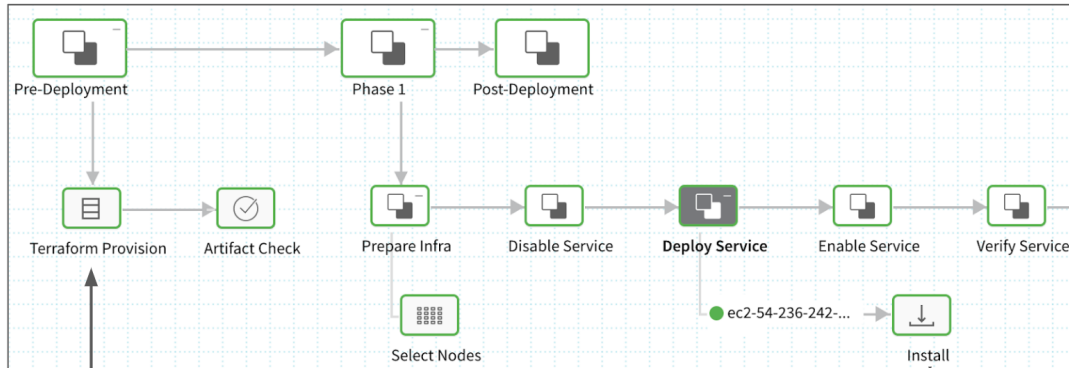 Pre-Deployment
Phase 1
Post-Deployment
Terraform Provision
Artifact Check
Prepare Infra
Disable Service
Deploy Service
Enable Service
Verify Service
ec2-54-236-242-...
Select Nodes
Install